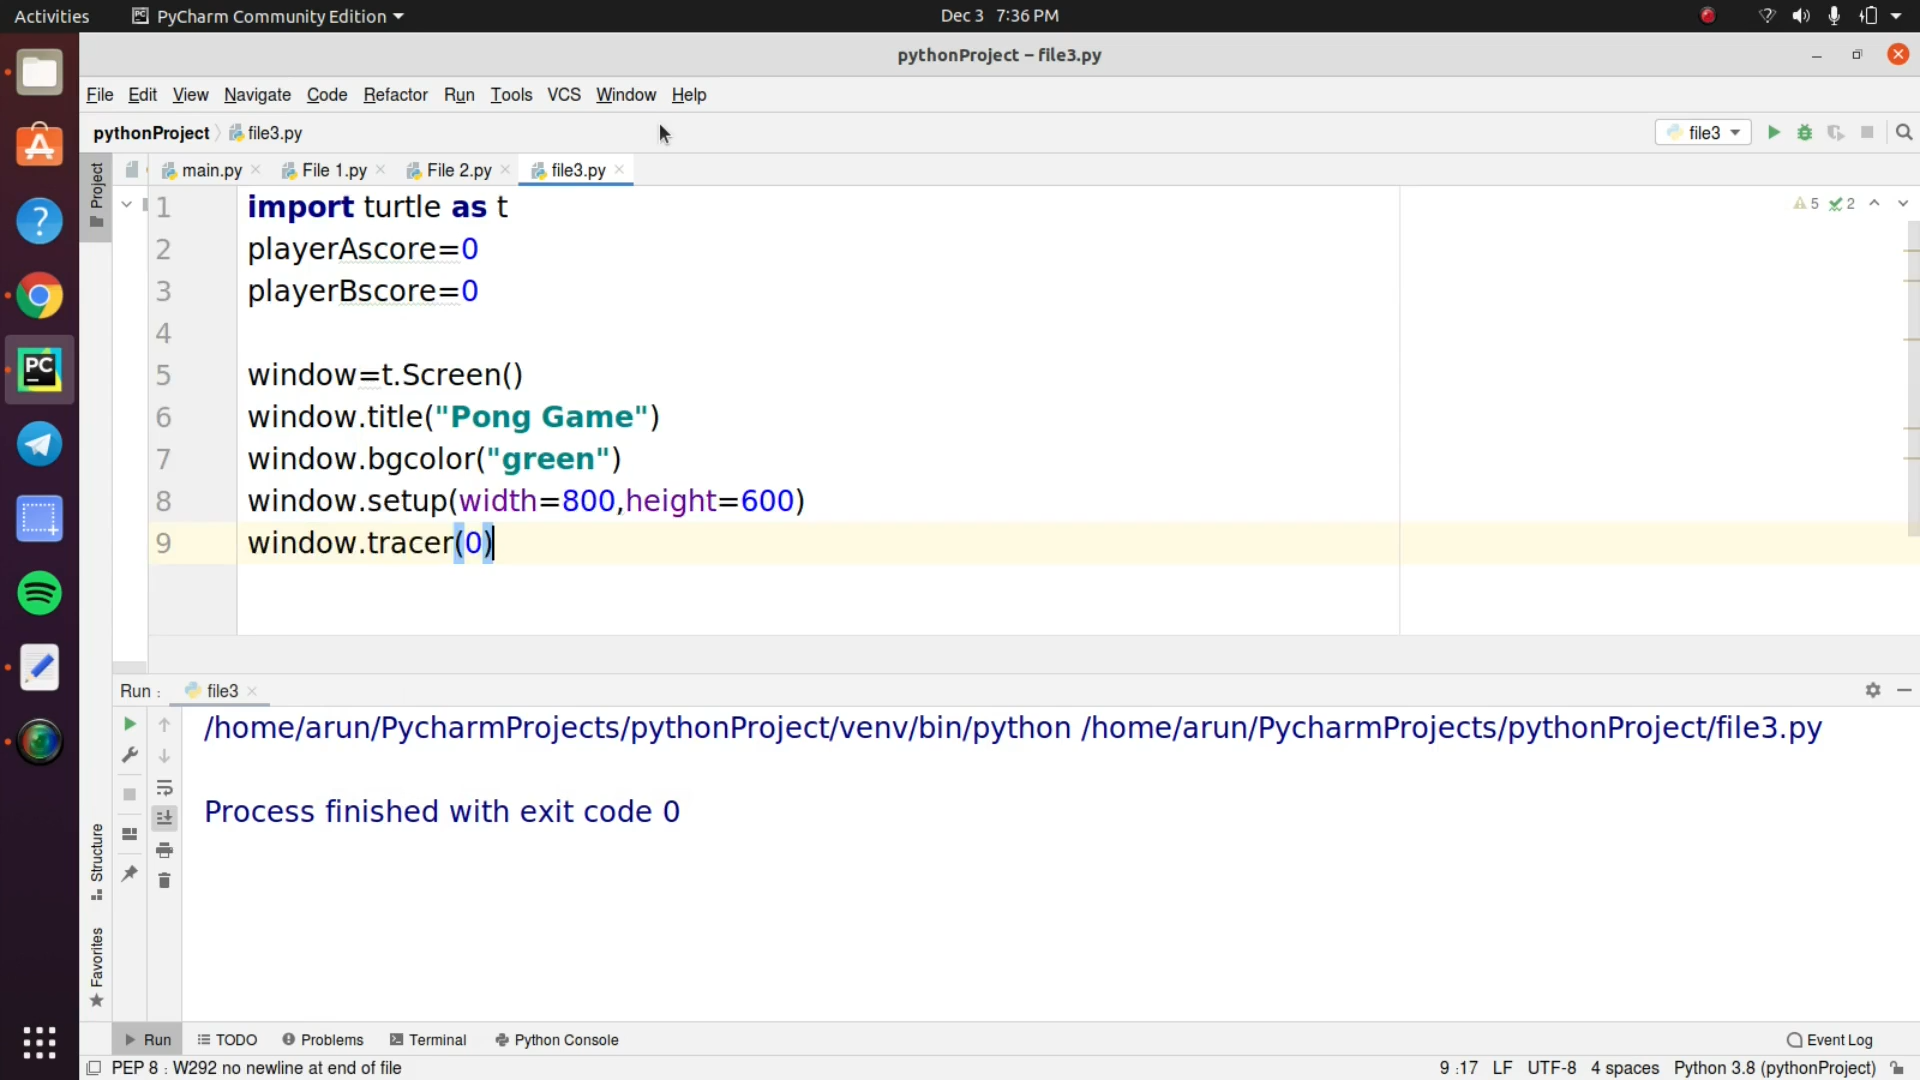 Activities PyCharm Community Edition Dec 3 7:36 PM
pythonProject – file3.py
File Edit View Navigate Code Refactor Run Tools VCS Window Help
pythonProject file3.py file3
main.py File 1.py File 2.py file3.py
Project
1 import turtle as t 5 2
2 playerAscore=0
3 playerBscore=0
4
5 window=t.Screen()
6 window.title("Pong Game")
7 window.bgcolor("green")
8 window.setup(width=800,height=600)
9 window.tracer(0)
Run : file3
/home/arun/PycharmProjects/pythonProject/venv/bin/python /home/arun/PycharmProjects/pythonProject/file3.py
Process finished with exit code 0
Structure
Favorites
Run TODO Problems Terminal Python Console Event Log
PEP 8 : W292 no newline at end of file 9 :17 LF UTF-8 4 spaces Python 3.8 (pythonProject)